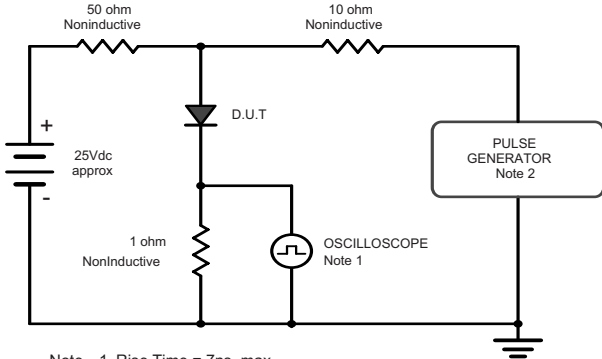 50 ohm
Noninductive
10 ohm
Noninductive
D.U.T
+
25Vdc
approx
-
PULSE
GENERATOR
Note 2
1 ohm
NonInductive
OSCILLOSCOPE
Note 1